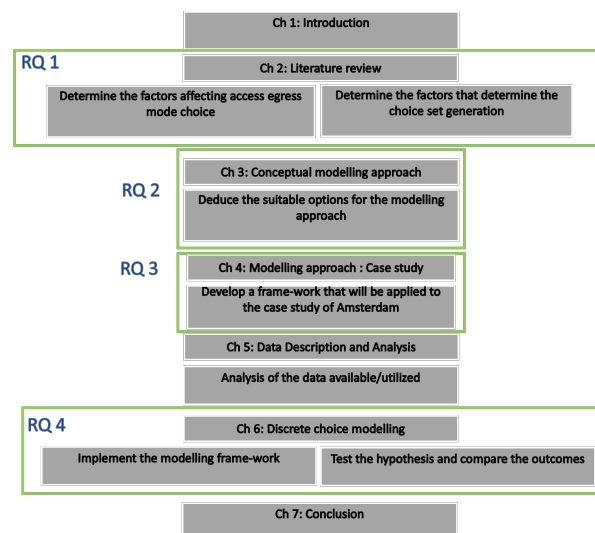 Ch 1: Introduction
RQ 1
Ch 2: Literature review
Determine the factors affecting access egress
mode choice
Determine the factors that determine the
choice set generation
RQ 2
Ch 3: Conceptual modelling approach
Deduce the suitable options for the modelling
approach
RQ 3
Ch 4: Modelling approach : Case study
Develop a frame-work that will be applied to
the case study of Amsterdam
Ch 5: Data Description and Analysis
Analysis of the data available/utilized
RQ 4
Ch 6: Discrete choice modelling
Implement the modelling frame-work
Test the hypothesis and compare the outcomes
Ch 7: Conclusion